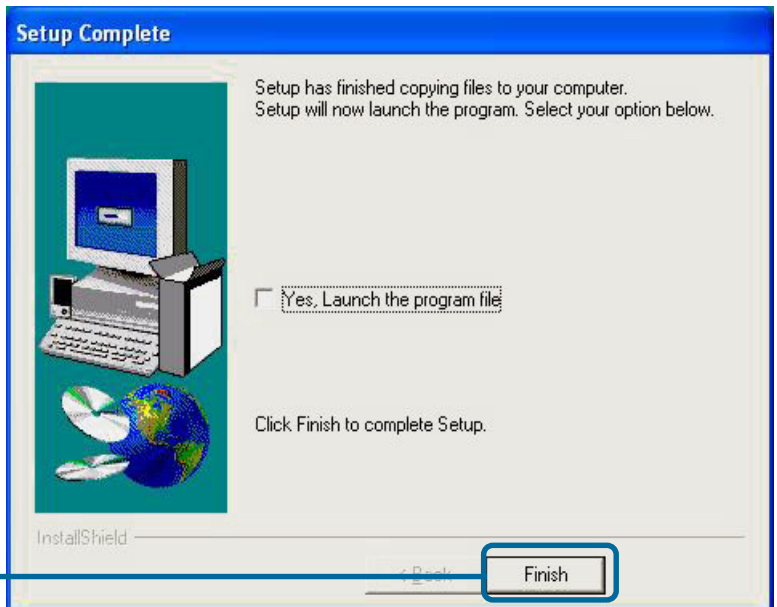 Setup Complete
Setup has finished copying files to your computer.
Setup will now launch the program. Select your option below.
Yes, Launch the program file
Click Finish to complete Setup.
InstallShield
< Back
Finish